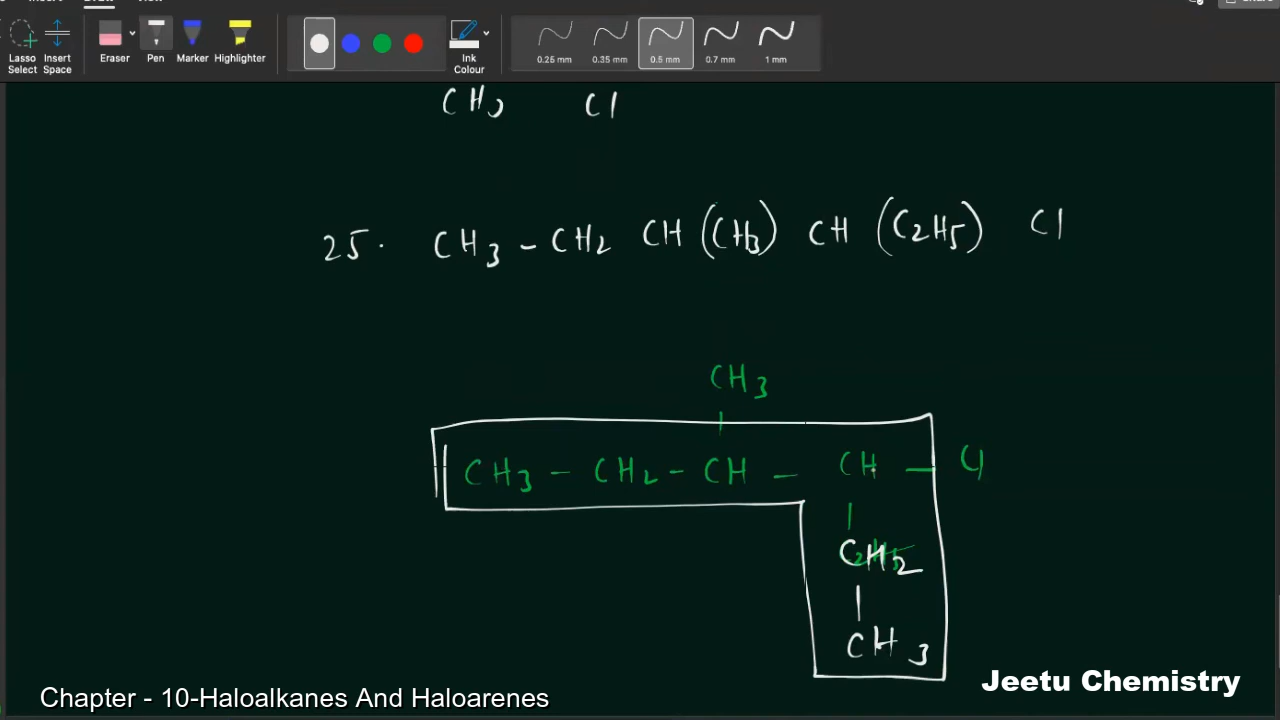 Lasso Select
Insert Space
Eraser
Pen
Marker
Highlighter
Ink Colour
0.25 mm
0.35 mm
0.5 mm
0.7 mm
1 mm
CH3 Cl
25. CH3 - CH2 CH (CH3) CH (C2H5) Cl
CH3
|
CH3 - CH2 - CH - CH - Cl
|
CH2
|
CH3
Jeetu Chemistry
Chapter - 10-Haloalkanes And Haloarenes